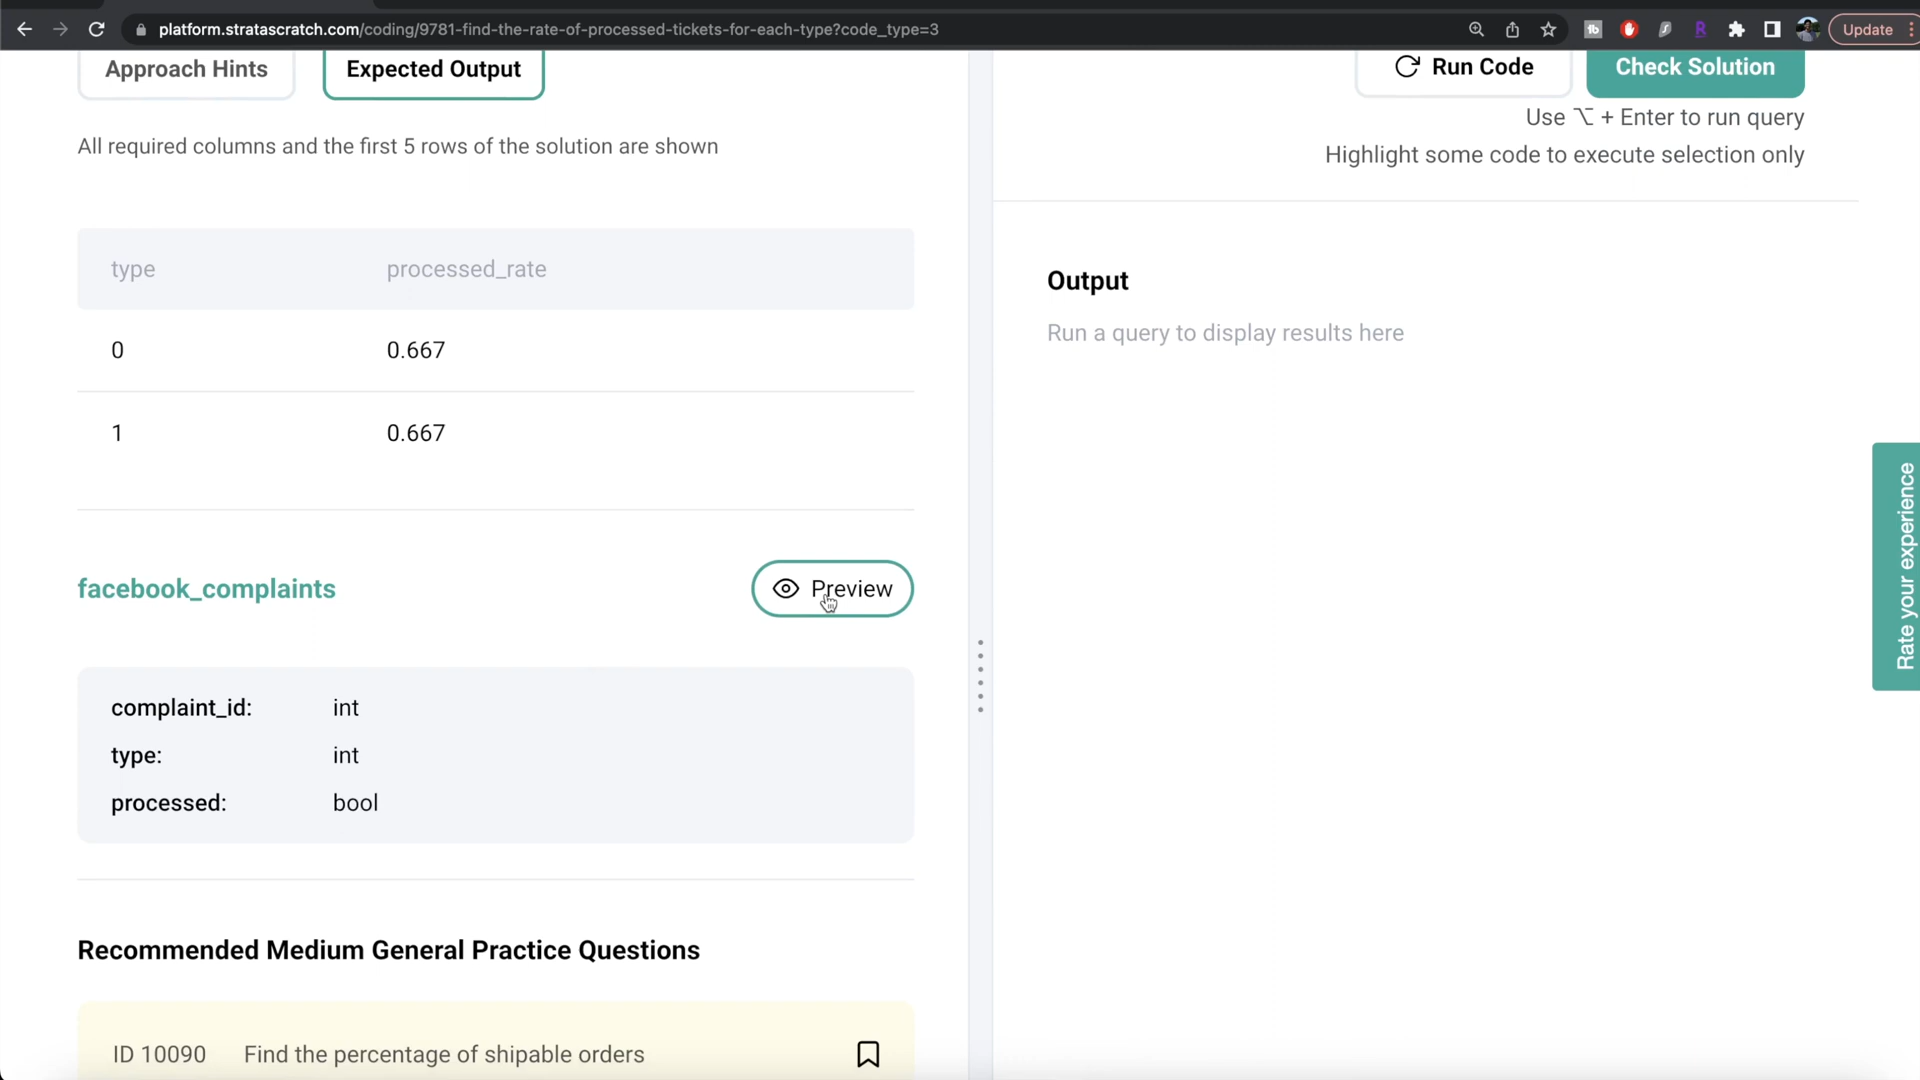 platform.stratascratch.com/coding/9781-find-the-rate-of-processed-tickets-for-each-type?code_type=3
Update
Approach Hints
Expected Output
All required columns and the first 5 rows of the solution are shown
type processed_rate
0 0.667
1 0.667
facebook_complaints
Preview
complaint_id: int
type: int
processed: bool
Recommended Medium General Practice Questions
ID 10090 Find the percentage of shipable orders
Run Code
Check Solution
Use ⌥ + Enter to run query
Highlight some code to execute selection only
Output
Run a query to display results here
Rate your experience